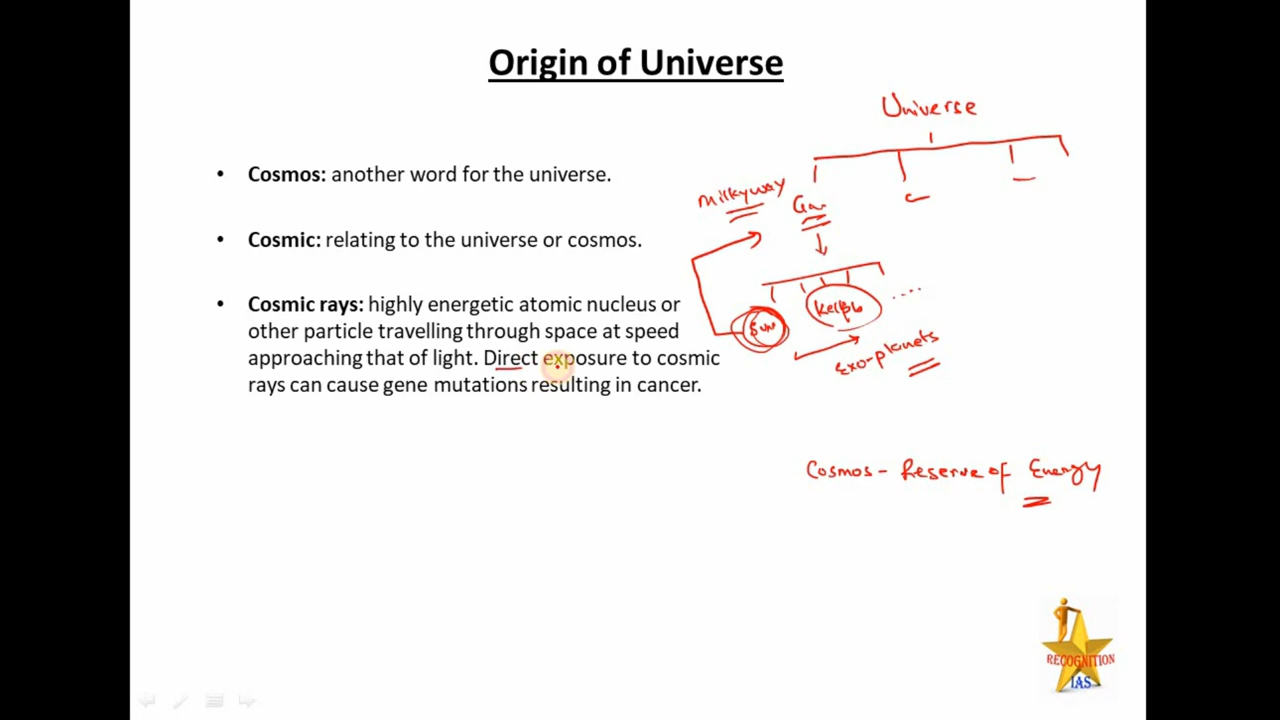 Origin of Universe
Universe
• Cosmos: another word for the universe.
Milkyway
• Cosmic: relating to the universe or cosmos.
• Cosmic rays: highly energetic atomic nucleus or
other particle travelling through space at speed
approaching that of light. Direct exposure to cosmic
rays can cause gene mutations resulting in cancer.
Sun
Exo-planets
Cosmos - Reserve of Energy
RECOGNITION
IAS